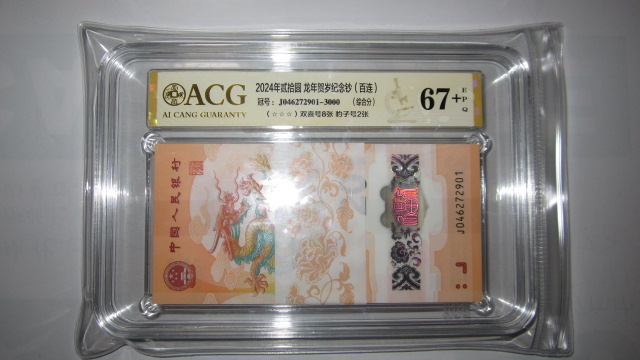 ACG
AI CANG GUARANTY
2024年贰拾圆 龙年贺岁纪念钞（百连）
冠号：J046272901-3000 （综合分）
（☆☆☆）双喜号8张 豹子号2张
67+
EPQ
中国人民银行
J046272901